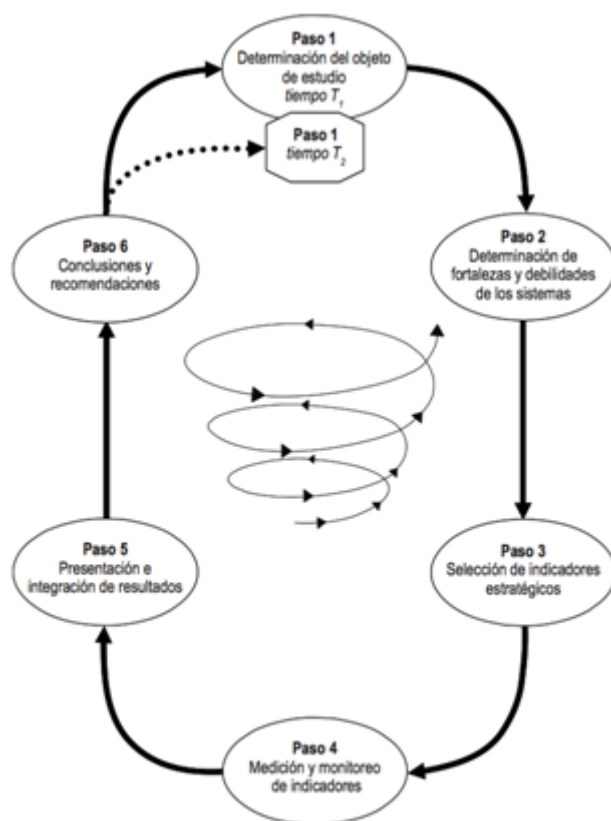 Paso 1
Determinación del objeto
de estudio
tiempo T1
Paso 1
tiempo T2
Paso 2
Determinación de
fortalezas y debilidades
de los sistemas
Paso 3
Selección de indicadores
estratégicos
Paso 4
Medición y monitoreo
de indicadores
Paso 5
Presentación e
integración de resultados
Paso 6
Conclusiones y
recomendaciones